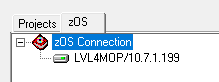 Projects zOS
zOS Connection
LVL4MOP/10.7.1.199